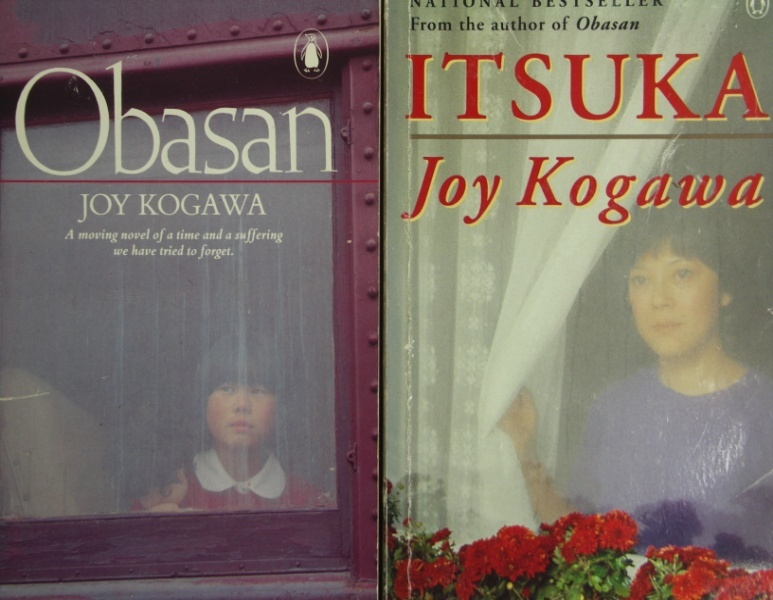 Obasan
JOY KOGAWA
A moving novel of a time and a suffering
we have tried to forget.
NATIONAL BESTSELLER
From the author of Obasan
ITSUKA
Joy Kogawa